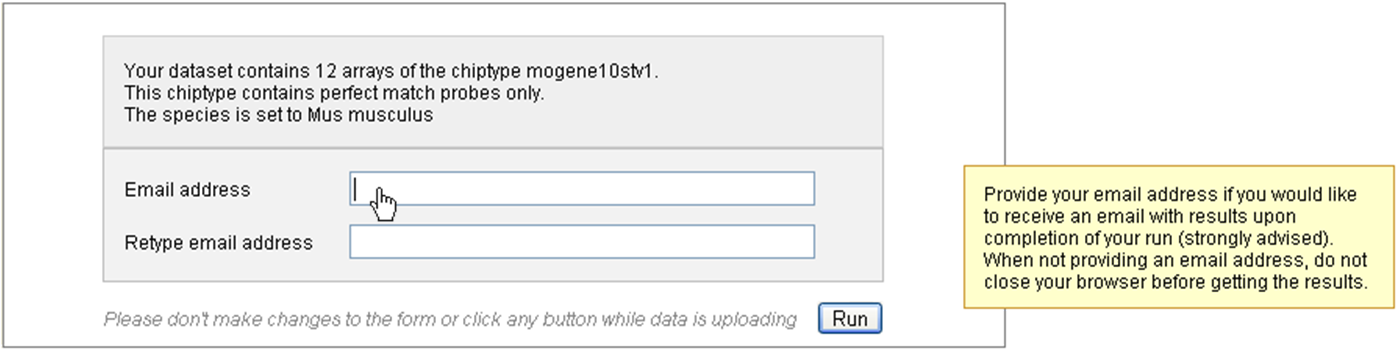 Your dataset contains 12 arrays of the chiptype mogene10stv1.
This chiptype contains perfect match probes only.
The species is set to Mus musculus
Email address
Retype email address
Please don't make changes to the form or click any button while data is uploading
Run
Provide your email address if you would like
to receive an email with results upon
completion of your run (strongly advised).
When not providing an email address, do not
close your browser before getting the results.